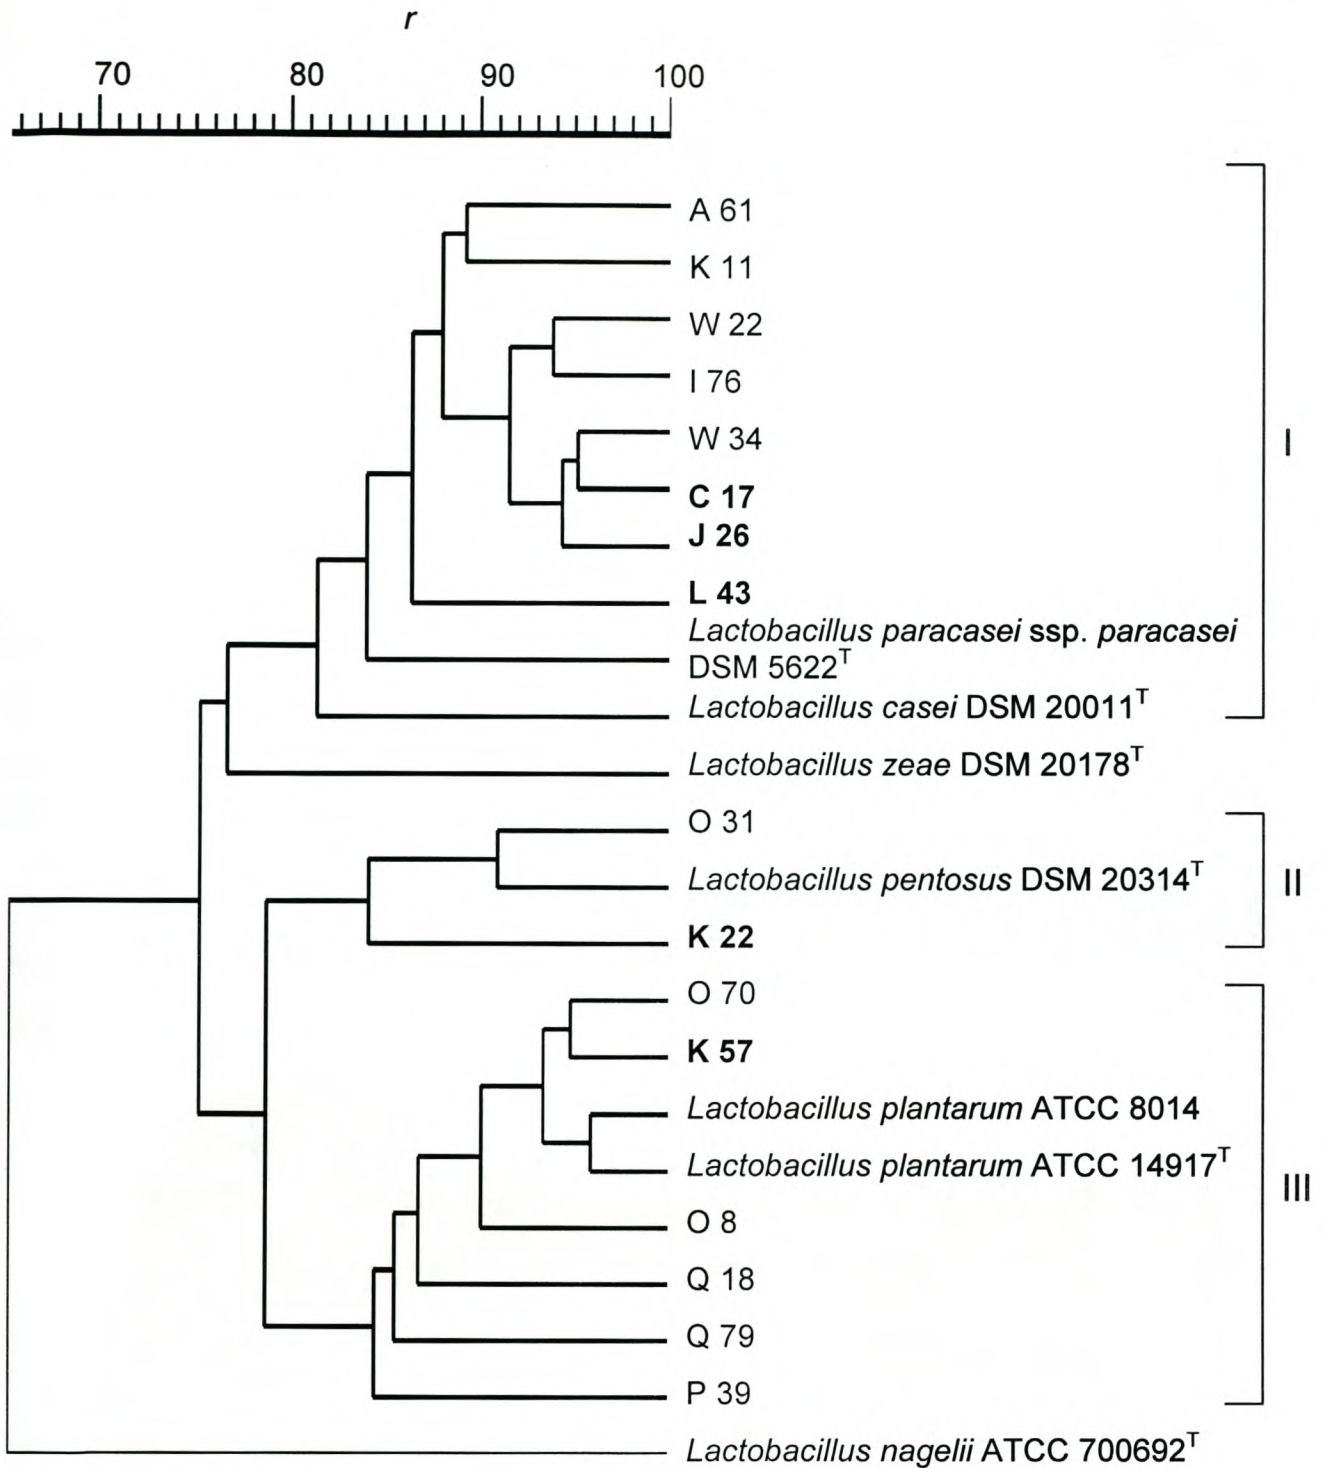 r
70 80 90 100
A 61
K 11
W 22
I 76
W 34
I
C 17
J 26
L 43
Lactobacillus paracasei ssp. paracasei
DSM 5622T
Lactobacillus casei DSM 20011T
Lactobacillus zeae DSM 20178T
O 31
Lactobacillus pentosus DSM 20314T
II
K 22
O 70
K 57
Lactobacillus plantarum ATCC 8014
Lactobacillus plantarum ATCC 14917T
III
O 8
Q 18
Q 79
P 39
Lactobacillus nagelii ATCC 700692T